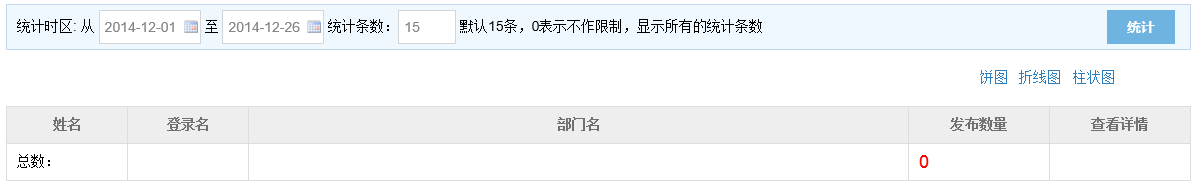 统计时区: 从 2014-12-01 至 2014-12-26 统计条数： 15 默认15条，0表示不作限制，显示所有的统计条数 统计
饼图 折线图 柱状图
姓名 登录名 部门名 发布数量 查看详情
总数： 0